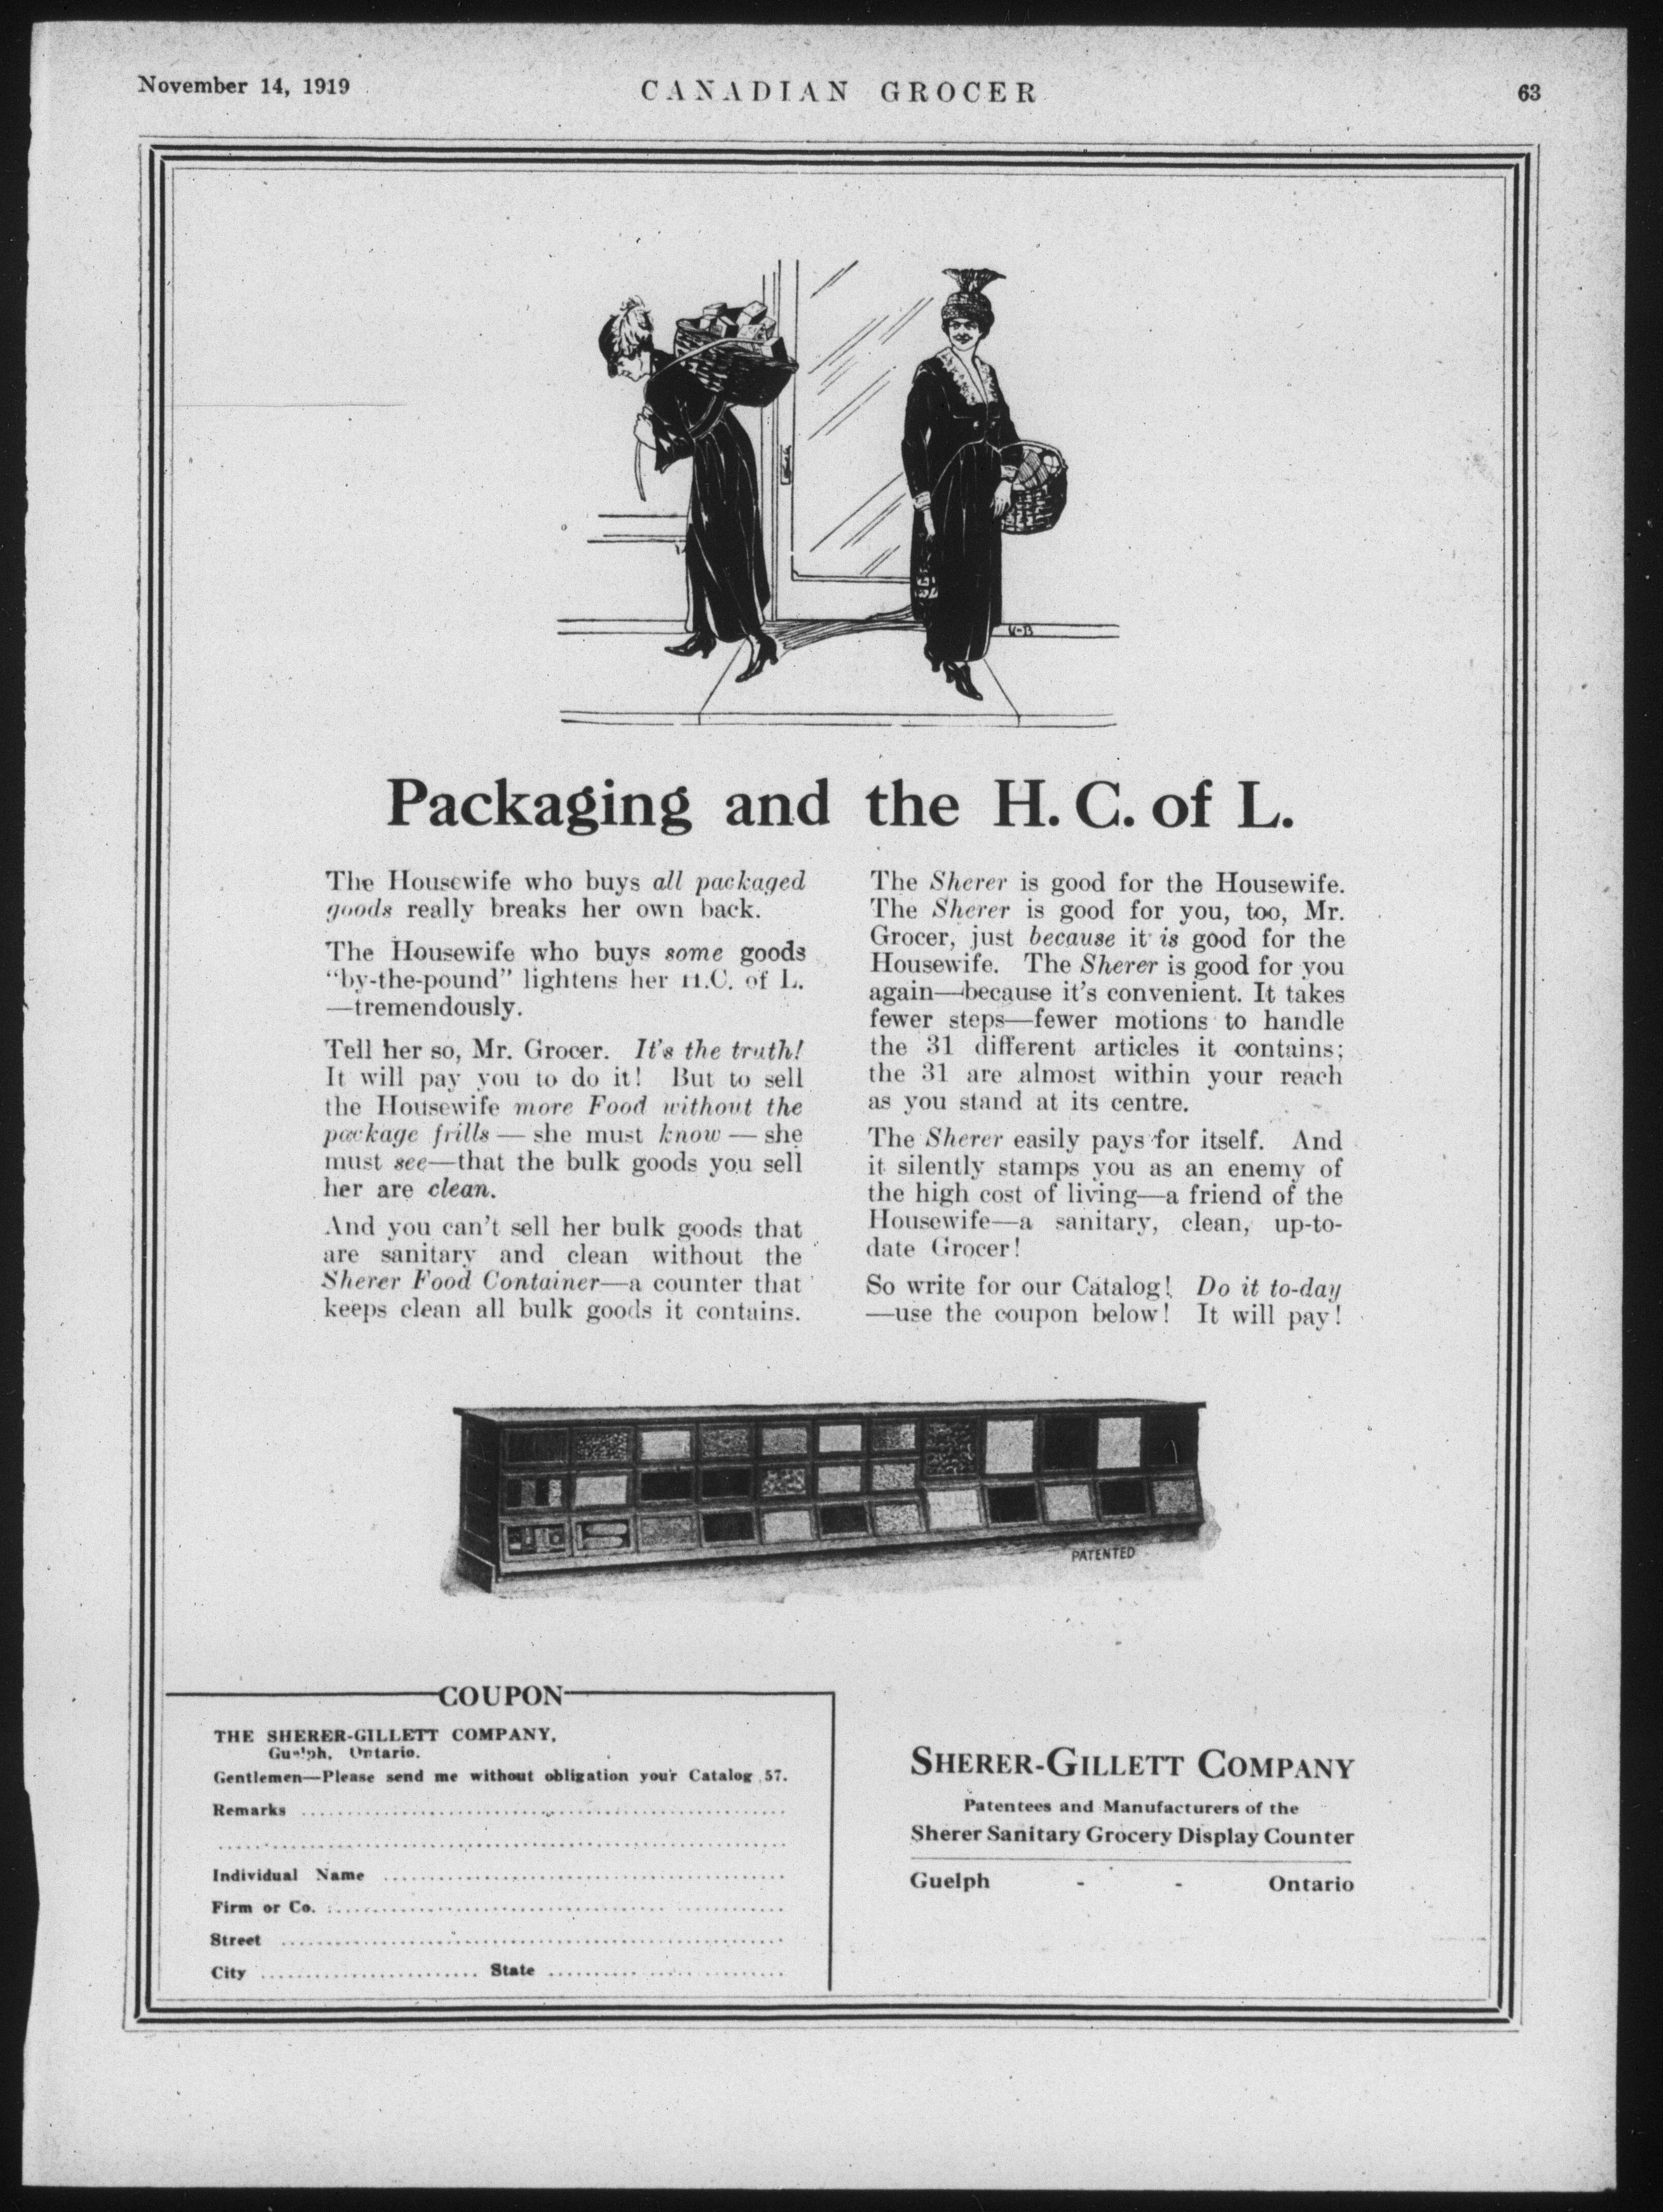 November 14, 1919
CANADIAN GROCER
63
V-B
Packaging and the H. C. of L.
The Housewife who buys all packaged
goods really breaks her own back.
The Housewife who buys some goods
"by-the-pound" lightens her H.C. of L.
—tremendously.
Tell her so, Mr. Grocer. It's the truth!
It will pay you to do it! But to sell
the Housewife more Food without the
package frills — she must know — she
must see—that the bulk goods you sell
her are clean.
And you can't sell her bulk goods that
are sanitary and clean without the
Sherer Food Container—a counter that
keeps clean all bulk goods it contains.
The Sherer is good for the Housewife.
The Sherer is good for you, too, Mr.
Grocer, just because it is good for the
Housewife. The Sherer is good for you
again—because it's convenient. It takes
fewer steps—fewer motions to handle
the 31 different articles it contains;
the 31 are almost within your reach
as you stand at its centre.
The Sherer easily pays for itself. And
it silently stamps you as an enemy of
the high cost of living—a friend of the
Housewife—a sanitary, clean, up-to-
date Grocer!
So write for our Catalog! Do it to-day
—use the coupon below! It will pay!
PATENTED
COUPON
THE SHERER-GILLETT COMPANY,
Guelph, Ontario.
Gentlemen—Please send me without obligation your Catalog 57.
Remarks
Individual Name
Firm or Co.
Street
City State
SHERER-GILLETT COMPANY
Patentees and Manufacturers of the
Sherer Sanitary Grocery Display Counter
Guelph - - Ontario